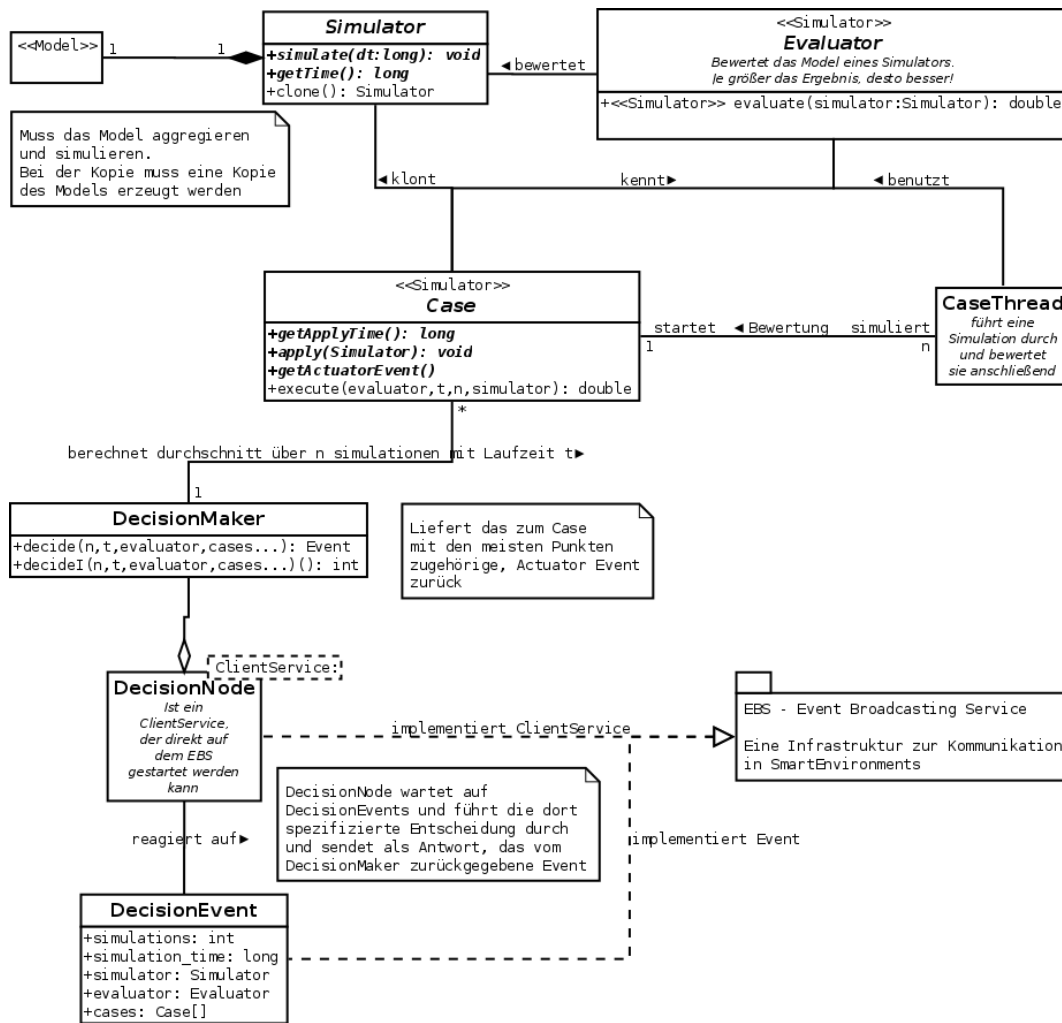 <<Model>>
1
1
Simulator
+simulate(dt:long): void
+getTime(): long
+clone(): Simulator
◄ bewertet
<<Simulator>>
Evaluator
Bewertet das Model eines Simulators.
Je größer das Ergebnis, desto besser!
+<<Simulator>> evaluate(simulator:Simulator): double
Muss das Model aggregieren
und simulieren.
Bei der Kopie muss eine Kopie
des Models erzeugt werden
◄ klont
kennt►
◄ benutzt
<<Simulator>>
Case
+getApplyTime(): long
+apply(Simulator): void
+getActuatorEvent()
+execute(evaluator,t,n,simulator): double
startet ◄ Bewertung simuliert
1
n
CaseThread
führt eine
Simulation durch
und bewertet
sie anschließend
*
berechnet durchschnitt über n simulationen mit Laufzeit t►
1
DecisionMaker
+decide(n,t,evaluator,cases...): Event
+decideI(n,t,evaluator,cases...)(): int
Liefert das zum Case
mit den meisten Punkten
zugehörige, Actuator Event
zurück
ClientService:
DecisionNode
Ist ein
ClientService,
der direkt auf
dem EBS
gestartet werden
kann
implementiert ClientService
EBS - Event Broadcasting Service
Eine Infrastruktur zur Kommunikation
in SmartEnvironments
DecisionNode wartet auf
DecisionEvents und führt die dort
spezifizierte Entscheidung durch
und sendet als Antwort, das vom
DecisionMaker zurückgegebene Event
reagiert auf►
implementiert Event
DecisionEvent
+simulations: int
+simulation_time: long
+simulator: Simulator
+evaluator: Evaluator
+cases: Case[]